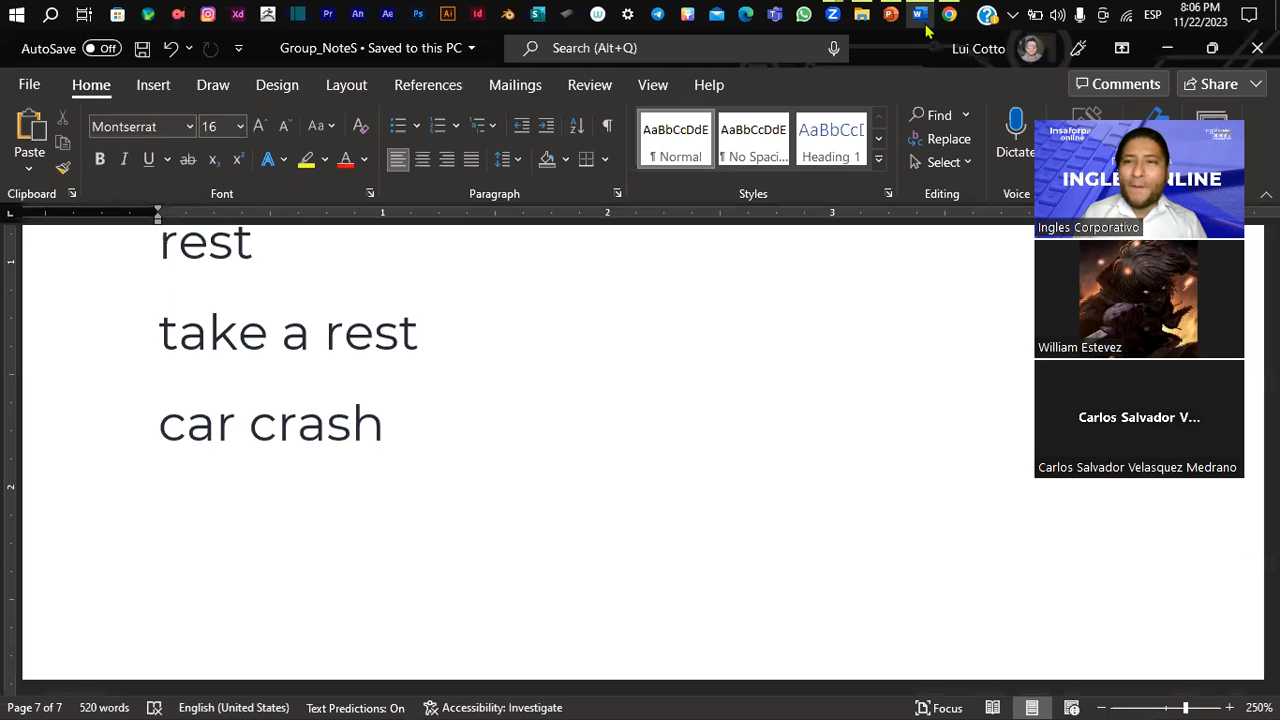 8:06 PM
ESP
11/22/2023
AutoSave
Off
Group_NoteS • Saved to this PC
Search (Alt+Q)
Lui Cotto
File
Home
Insert
Draw
Design
Layout
References
Mailings
Review
View
Help
Comments
Share
Paste
Montserrat
16
Find
Replace
Select
AaBbCcDdE
¶ Normal
AaBbCcDdE
¶ No Spaci...
AaBbCcD
Heading 1
Dictate
Clipboard
Font
Paragraph
Styles
Editing
Voice
1
2
3
rest
take a rest
car crash
Ingles Corporativo
William Estevez
Carlos Salvador V...
Carlos Salvador Velasquez Medrano
Page 7 of 7
520 words
English (United States)
Text Predictions: On
Accessibility: Investigate
Focus
250%